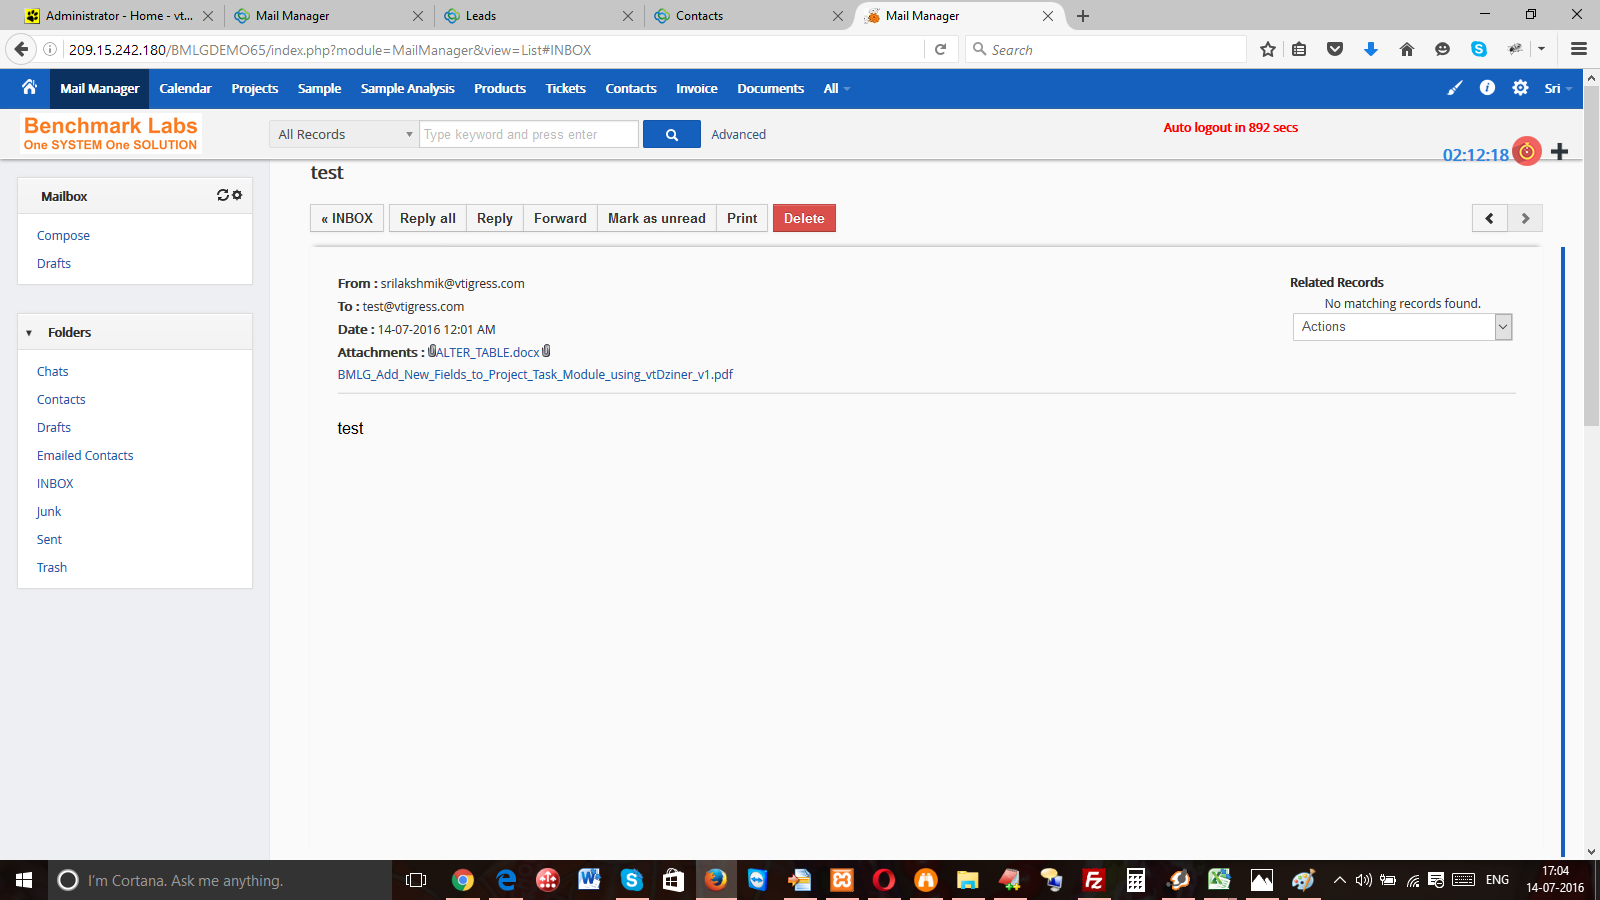 Administrator - Home - vt...
Mail Manager
Leads
Contacts
Mail Manager
209.15.242.180/BMLGDEMO65/index.php?module=MailManager&view=List#INBOX
Search
Mail Manager Calendar Projects Sample Sample Analysis Products Tickets Contacts Invoice Documents All Sri
Benchmark Labs
One SYSTEM One SOLUTION
All Records
Type keyword and press enter
Advanced
Auto logout in 892 secs
02:12:18
Mailbox
Compose
Drafts
Folders
Chats
Contacts
Drafts
Emailed Contacts
INBOX
Junk
Sent
Trash
test
« INBOX Reply all Reply Forward Mark as unread Print Delete
From : srilakshmik@vtigress.com
To : test@vtigress.com
Date : 14-07-2016 12:01 AM
Attachments : ALTER_TABLE.docx
BMLG_Add_New_Fields_to_Project_Task_Module_using_vtDziner_v1.pdf
Related Records
No matching records found.
Actions
test
I'm Cortana. Ask me anything.
ENG
17:04
14-07-2016